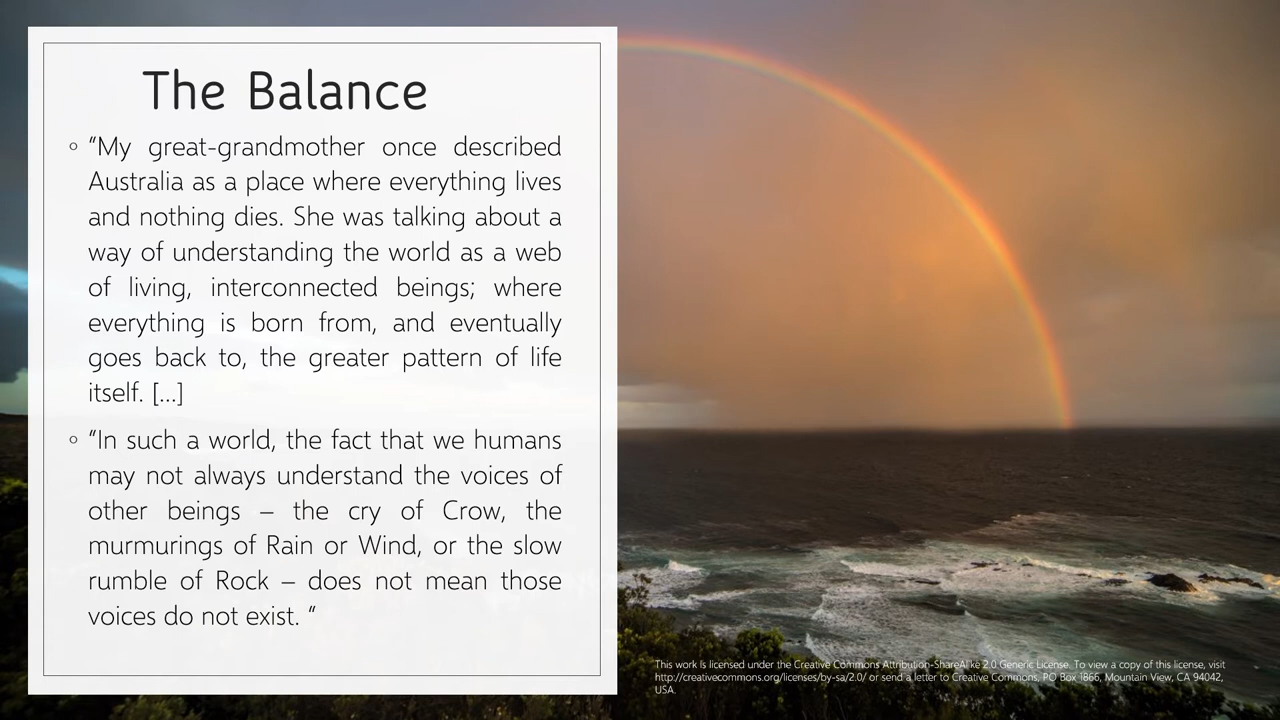 The Balance
◦ “My great-grandmother once described
Australia as a place where everything lives
and nothing dies. She was talking about a
way of understanding the world as a web
of living, interconnected beings; where
everything is born from, and eventually
goes back to, the greater pattern of life
itself. [...]
◦ “In such a world, the fact that we humans
may not always understand the voices of
other beings – the cry of Crow, the
murmurings of Rain or Wind, or the slow
rumble of Rock – does not mean those
voices do not exist. “
This work is licensed under the Creative Commons Attribution-ShareAlike 2.0 Generic License. To view a copy of this license, visit
http://creativecommons.org/licenses/by-sa/2.0/ or send a letter to Creative Commons, PO Box 1866, Mountain View, CA 94042,
USA.